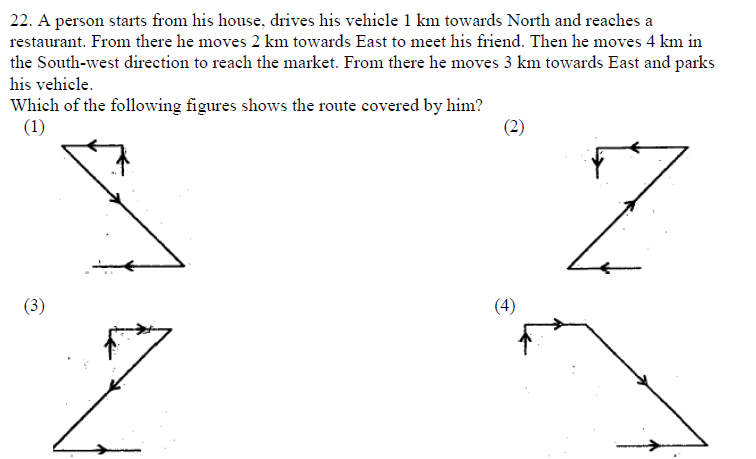 22. A person starts from his house, drives his vehicle 1 km towards North and reaches a
restaurant. From there he moves 2 km towards East to meet his friend. Then he moves 4 km in
the South-west direction to reach the market. From there he moves 3 km towards East and parks
his vehicle.
Which of the following figures shows the route covered by him?
(1)
(2)
(3)
(4)